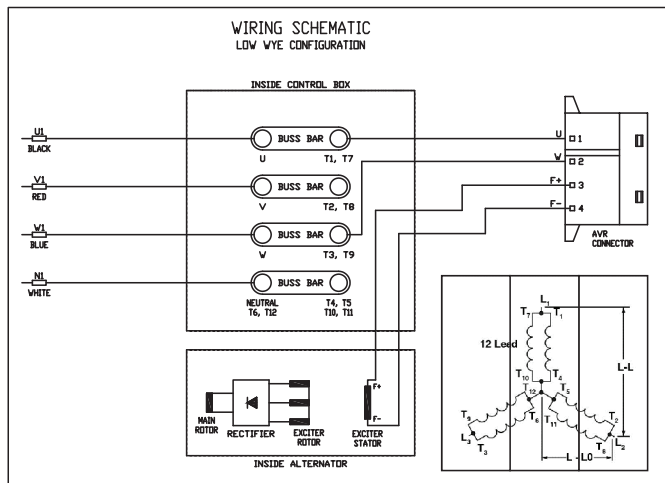 WIRING SCHEMATIC
LOW WYE CONFIGURATION
INSIDE CONTROL BOX
U1
BLACK
BUSS BAR
U
T1, T7
U
1
V1
RED
BUSS BAR
V
T2, T8
W
2
F+
3
W1
BLUE
BUSS BAR
W
T3, T9
F-
4
AVR
CONNECTOR
N1
WHITE
BUSS BAR
NEUTRAL
T6, T12
T4, T5
T10, T11
MAIN
ROTOR
RECTIFIER
EXCITER
ROTOR
F+
F-
EXCITER
STATOR
INSIDE ALTERNATOR
L1
T7
T1
12 Lead
L-L
T10
T4
T12
T5
T9
T6
T11
T2
L3
T3
T8
L2
L - L0